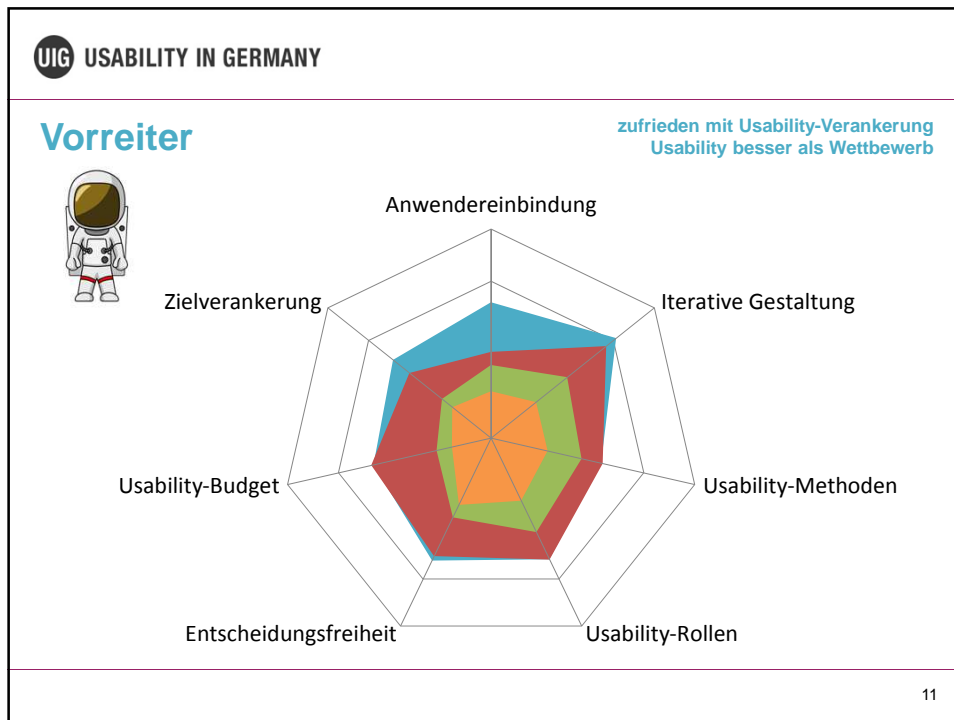 UIG USABILITY IN GERMANY
Vorreiter
zufrieden mit Usability-Verankerung
Usability besser als Wettbewerb
Anwendereinbindung
Zielverankerung
Iterative Gestaltung
Usability-Budget
Usability-Methoden
Entscheidungsfreiheit
Usability-Rollen
11